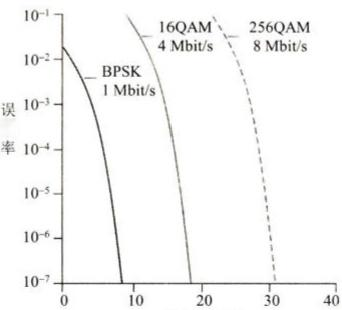 10⁻¹
10⁻²
10⁻³
10⁻⁴
10⁻⁵
10⁻⁶
10⁻⁷
误
率
BPSK
1 Mbit/s
16QAM
4 Mbit/s
256QAM
8 Mbit/s
0
10
20
30
40